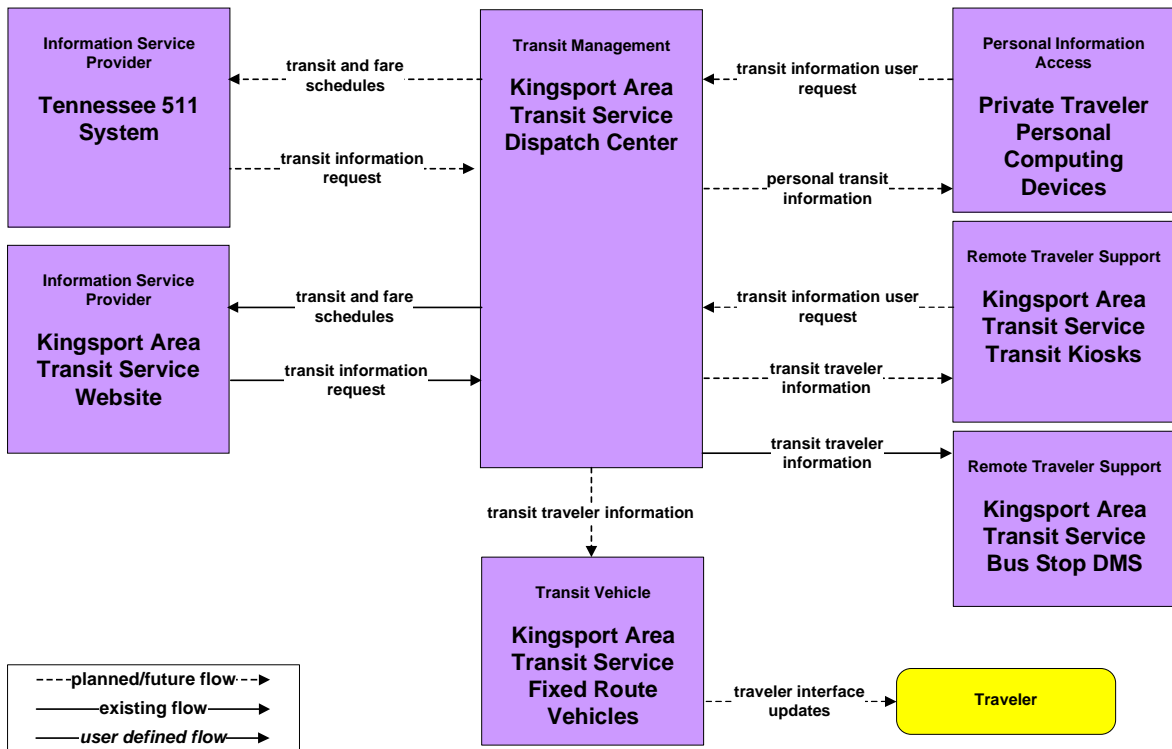 Information Service
Provider
Tennessee 511
System
transit and fare
schedules
transit information
request
Transit Management
Kingsport Area
Transit Service
Dispatch Center
transit information user
request
personal transit
information
Personal Information
Access
Private Traveler
Personal
Computing
Devices
Information Service
Provider
Kingsport Area
Transit Service
Website
transit and fare
schedules
transit information
request
transit information user
request
transit traveler
information
Remote Traveler Support
Kingsport Area
Transit Service
Transit Kiosks
transit traveler
information
Remote Traveler Support
Kingsport Area
Transit Service
Bus Stop DMS
transit traveler information
Transit Vehicle
Kingsport Area
Transit Service
Fixed Route
Vehicles
traveler interface
updates
Traveler
planned/future flow
existing flow
user defined flow